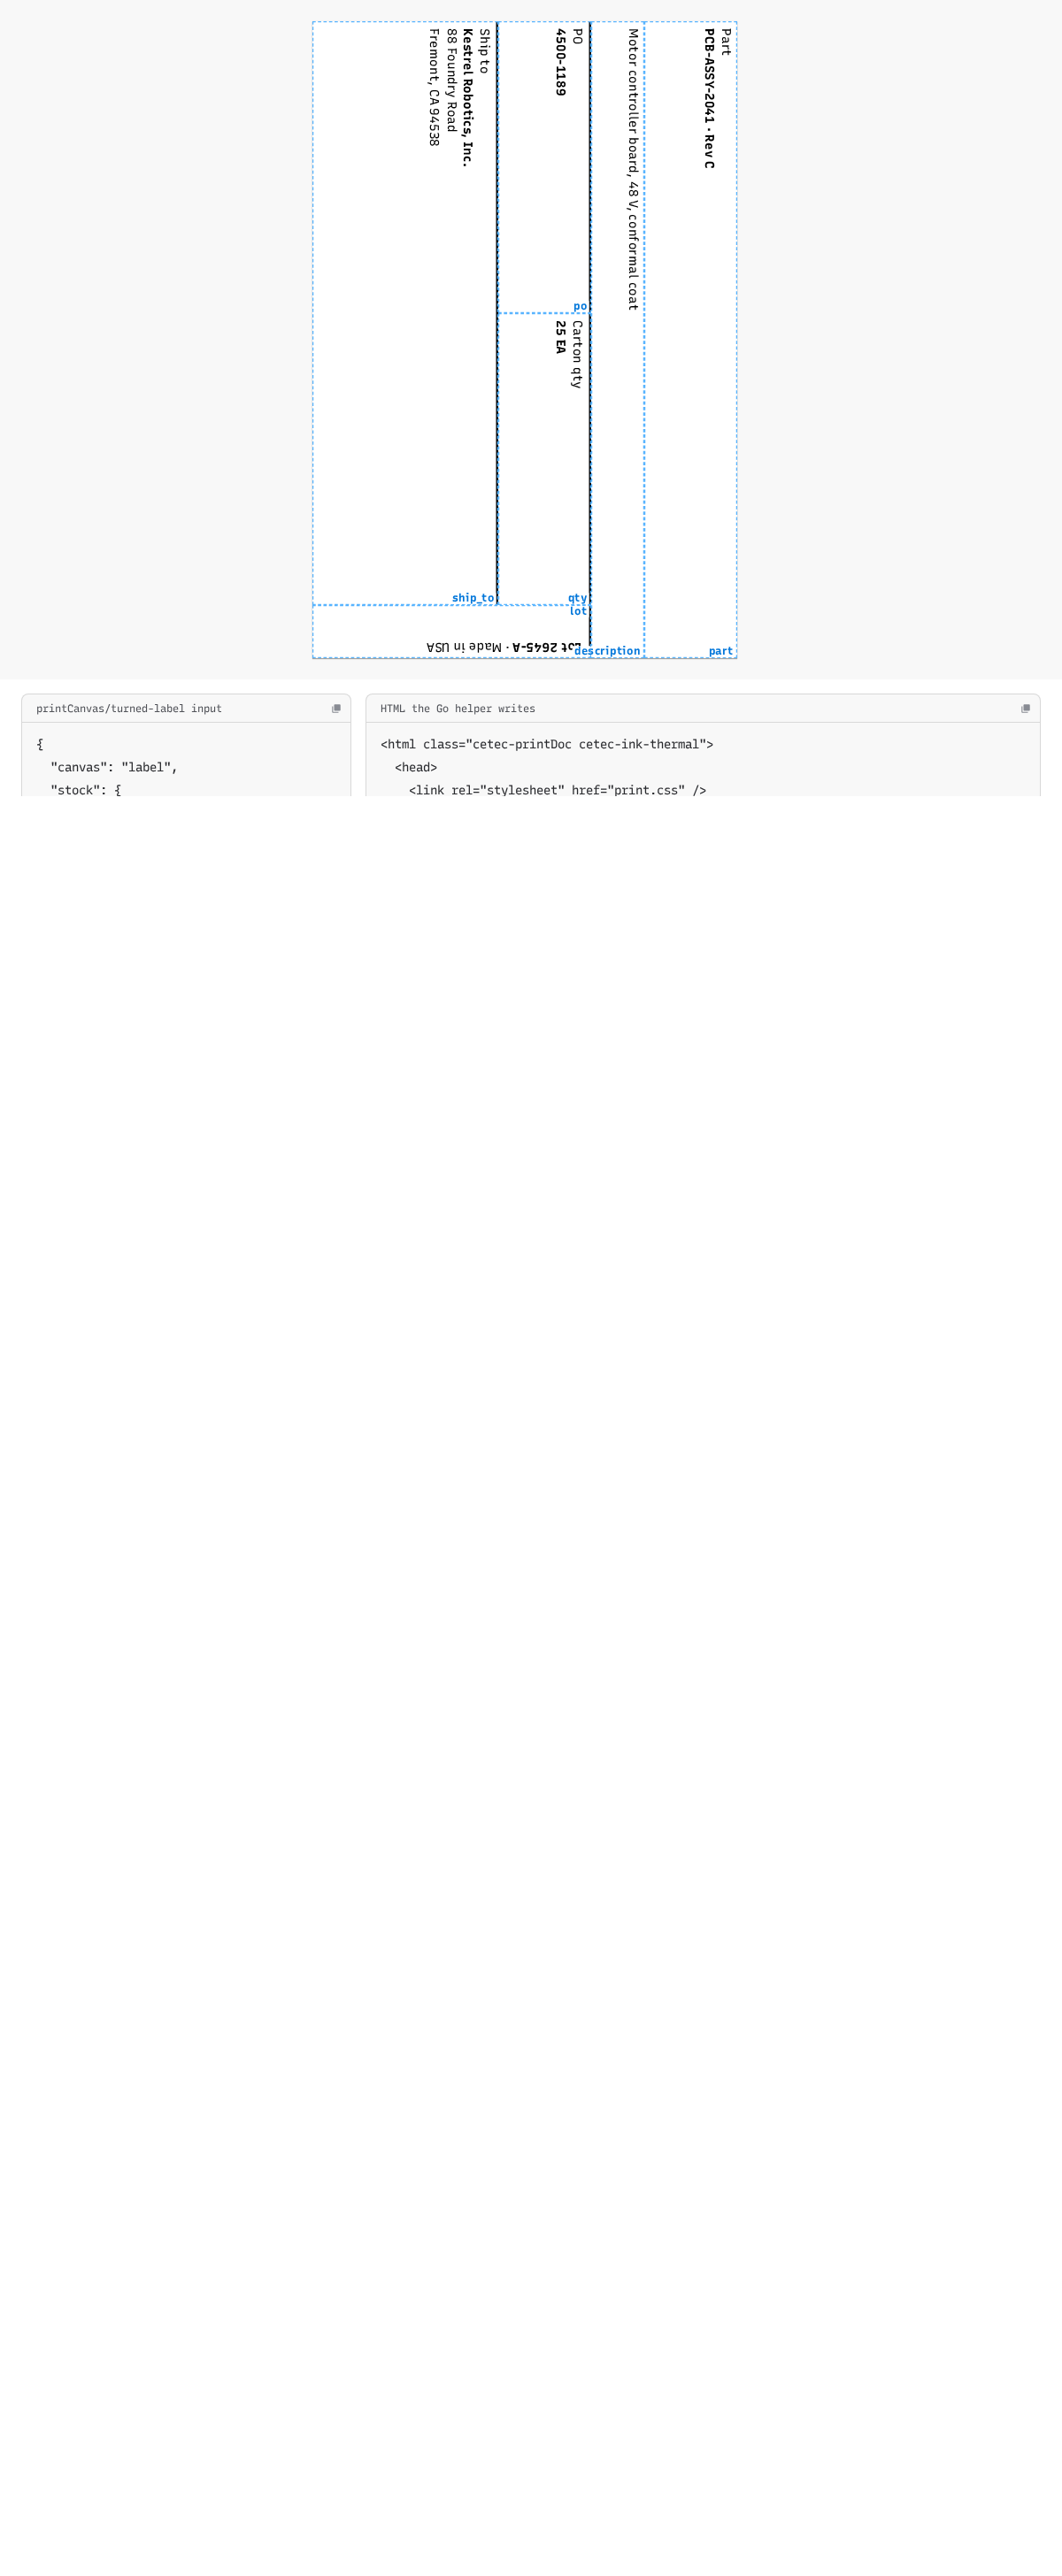 Part
PCB-ASSY-2041 · Rev C
part
Motor controller board, 48 V, conformal coat
description
PO
4500-1189
po
Carton qty
25 EA
qty
Ship to
Kestrel Robotics, Inc.
88 Foundry Road
Fremont, CA 94538
ship_to
lot
Lot 2645-A · Made in USA
printCanvas/turned-label input
{
"canvas": "label",
"stock": {
HTML the Go helper writes
<html class="cetec-printDoc cetec-ink-thermal">
<head>
<link rel="stylesheet" href="print.css" />